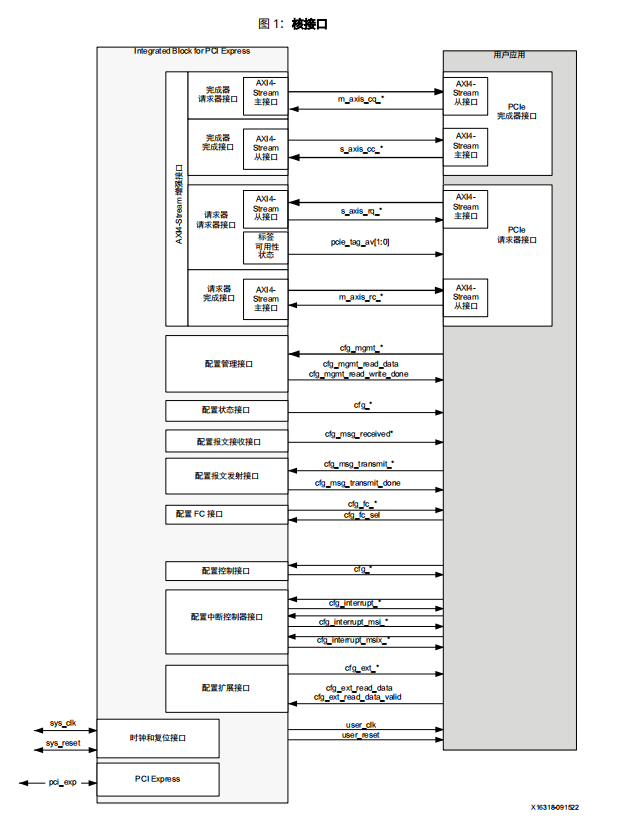 图 1：核接口
Integrated Block for PCI Express
用户应用
AXI4-Stream 增强接口
完成器
请求器接口
AXI4-
Stream
主接口
m_axis_cq_*
AXI4-
Stream
从接口
PCIe
完成器接口
完成器
完成接口
AXI4-
Stream
从接口
s_axis_cc_*
AXI4-
Stream
主接口
请求器
请求器接口
AXI4-
Stream
从接口
s_axis_rq_*
AXI4-
Stream
主接口
PCIe
请求器接口
标签
可用性
状态
pcie_tag_av[1:0]
请求器
完成接口
AXI4-
Stream
主接口
m_axis_rc_*
AXI4-
Stream
从接口
配置管理接口
cfg_mgmt_*
cfg_mgmt_read_data
cfg_mgmt_read_write_done
配置状态接口
cfg_*
配置报文接收接口
cfg_msg_received*
配置报文发射接口
cfg_msg_transmit_*
cfg_msg_transmit_done
配置 FC 接口
cfg_fc_*
cfg_fc_sel
配置控制接口
cfg_*
配置中断控制器接口
cfg_interrupt_*
cfg_interrupt_msi_*
cfg_interrupt_msix_*
配置扩展接口
cfg_ext_*
cfg_ext_read_data
cfg_ext_read_data_valid
sys_clk
sys_reset
时钟和复位接口
user_clk
user_reset
pci_exp
PCI Express
X16318-091522